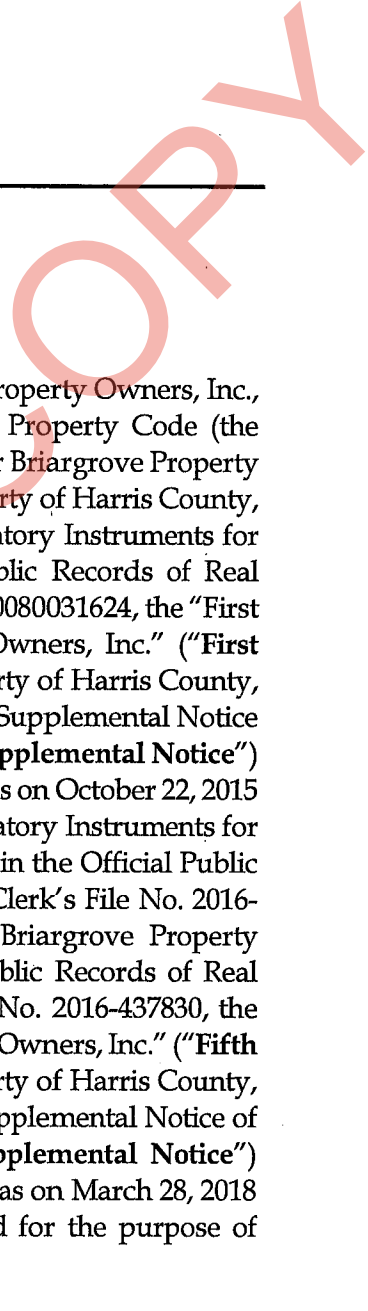 COPY
roperty Owners, Inc.,
Property Code (the
r Briargrove Property
rty of Harris County,
atory Instruments for
blic Records of Real
0080031624, the "First
Owners, Inc." ("First
rty of Harris County,
Supplemental Notice
pplemental Notice")
s on October 22, 2015
atory Instruments for
in the Official Public
Clerk's File No. 2016-
Briargrove Property
blic Records of Real
No. 2016-437830, the
Owners, Inc." ("Fifth
rty of Harris County,
pplemental Notice of
pplemental Notice")
as on March 28, 2018
d for the purpose of